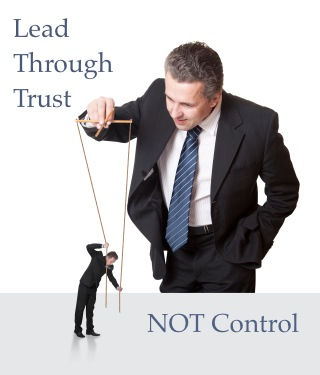 Lead
Through
Trust
NOT Control